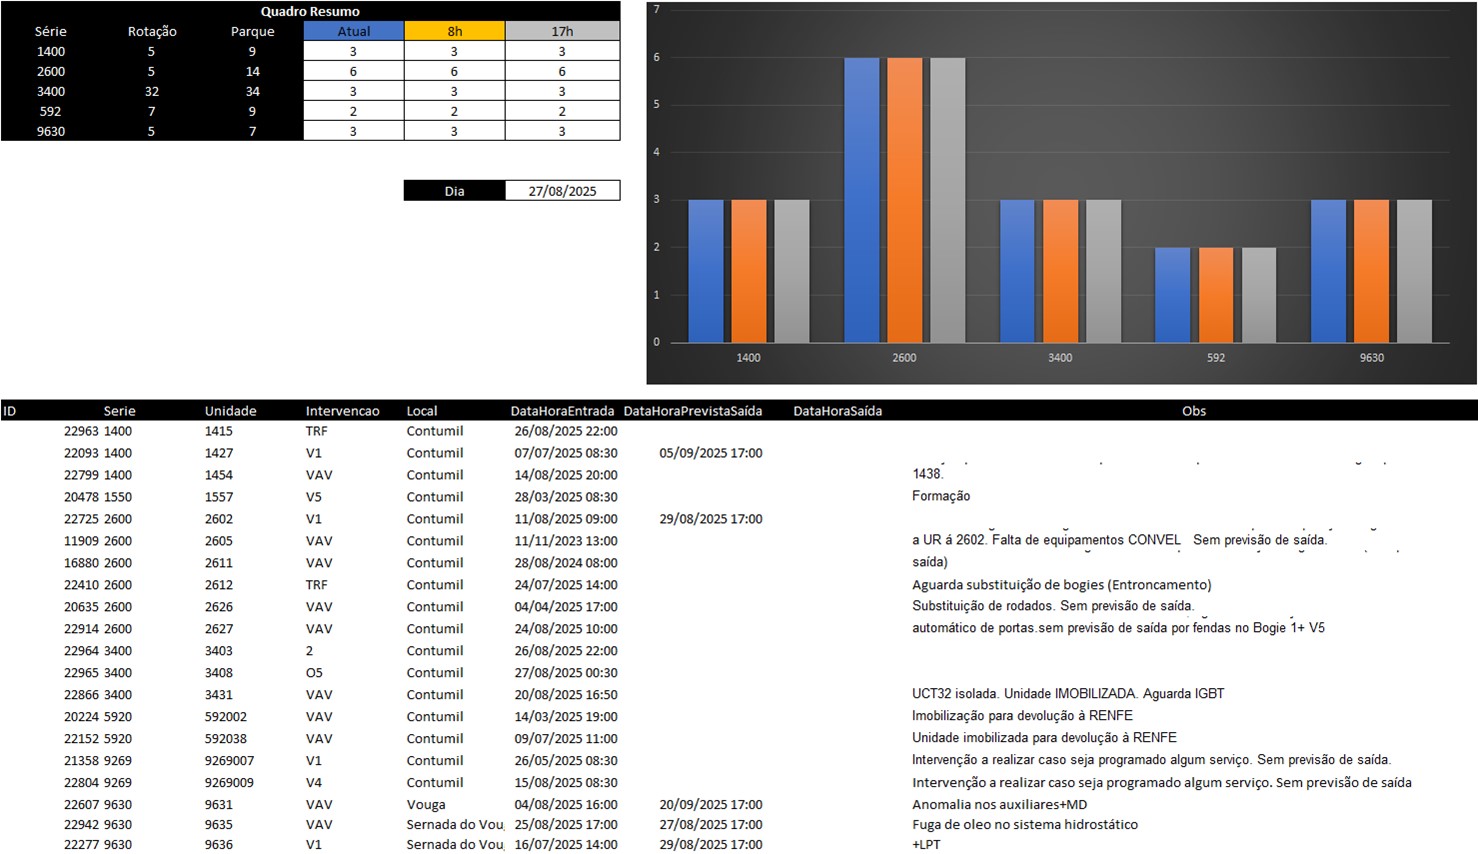 Quadro Resumo
Série Rotação Parque Atual 8h 17h
1400 5 9 3 3 3
2600 5 14 6 6 6
3400 32 34 3 3 3
592 7 9 2 2 2
9630 5 7 3 3 3
Dia 27/08/2025
7
6
5
4
3
2
1
0
1400 2600 3400 592 9630
ID Serie Unidade Intervencao Local DataHoraEntrada DataHoraPrevistaSaída DataHoraSaída Obs
22963 1400 1415 TRF Contumil 26/08/2025 22:00
22093 1400 1427 V1 Contumil 07/07/2025 08:30 05/09/2025 17:00
22799 1400 1454 VAV Contumil 14/08/2025 20:00 1438.
20478 1550 1557 V5 Contumil 28/03/2025 08:30 Formação
22725 2600 2602 V1 Contumil 11/08/2025 09:00 29/08/2025 17:00
11909 2600 2605 VAV Contumil 11/11/2023 13:00 a UR á 2602. Falta de equipamentos CONVEL Sem previsão de saída.
16880 2600 2611 VAV Contumil 28/08/2024 08:00 saída)
22410 2600 2612 TRF Contumil 24/07/2025 14:00 Aguarda substituição de bogies (Entroncamento)
20635 2600 2626 VAV Contumil 04/04/2025 17:00 Substituição de rodados. Sem previsão de saída.
22914 2600 2627 VAV Contumil 24/08/2025 10:00 automático de portas.sem previsão de saída por fendas no Bogie 1+ V5
22964 3400 3403 2 Contumil 26/08/2025 22:00
22965 3400 3408 O5 Contumil 27/08/2025 00:30
22866 3400 3431 VAV Contumil 20/08/2025 16:50 UCT32 isolada. Unidade IMOBILIZADA. Aguarda IGBT
20224 5920 592002 VAV Contumil 14/03/2025 19:00 Imobilização para devolução à RENFE
22152 5920 592038 VAV Contumil 09/07/2025 11:00 Unidade imobilizada para devolução à RENFE
21358 9269 9269007 V1 Contumil 26/05/2025 08:30 Intervenção a realizar caso seja programado algum serviço. Sem previsão de saída.
22804 9269 9269009 V4 Contumil 15/08/2025 08:30 Intervenção a realizar caso seja programado algum serviço. Sem previsão de saída
22607 9630 9631 VAV Vouga 04/08/2025 16:00 20/09/2025 17:00 Anomalia nos auxiliares+MD
22942 9630 9635 VAV Sernada do Vou 25/08/2025 17:00 27/08/2025 17:00 Fuga de oleo no sistema hidrostático
22277 9630 9636 V1 Sernada do Vou 16/07/2025 14:00 29/08/2025 17:00 +LPT